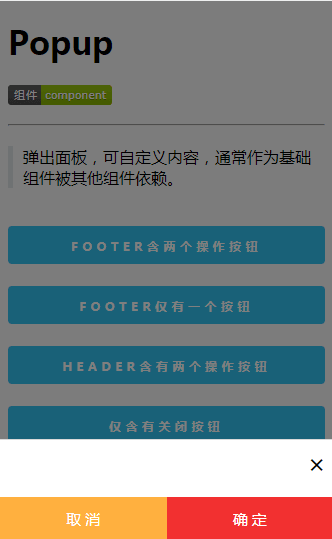 Popup
组件 component
弹出面板，可自定义内容，通常作为基础
组件被其他组件依赖。
FOOTER含两个操作按钮
FOOTER仅有一个按钮
HEADER含有两个操作按钮
仅含有关闭按钮
×
取消 确定